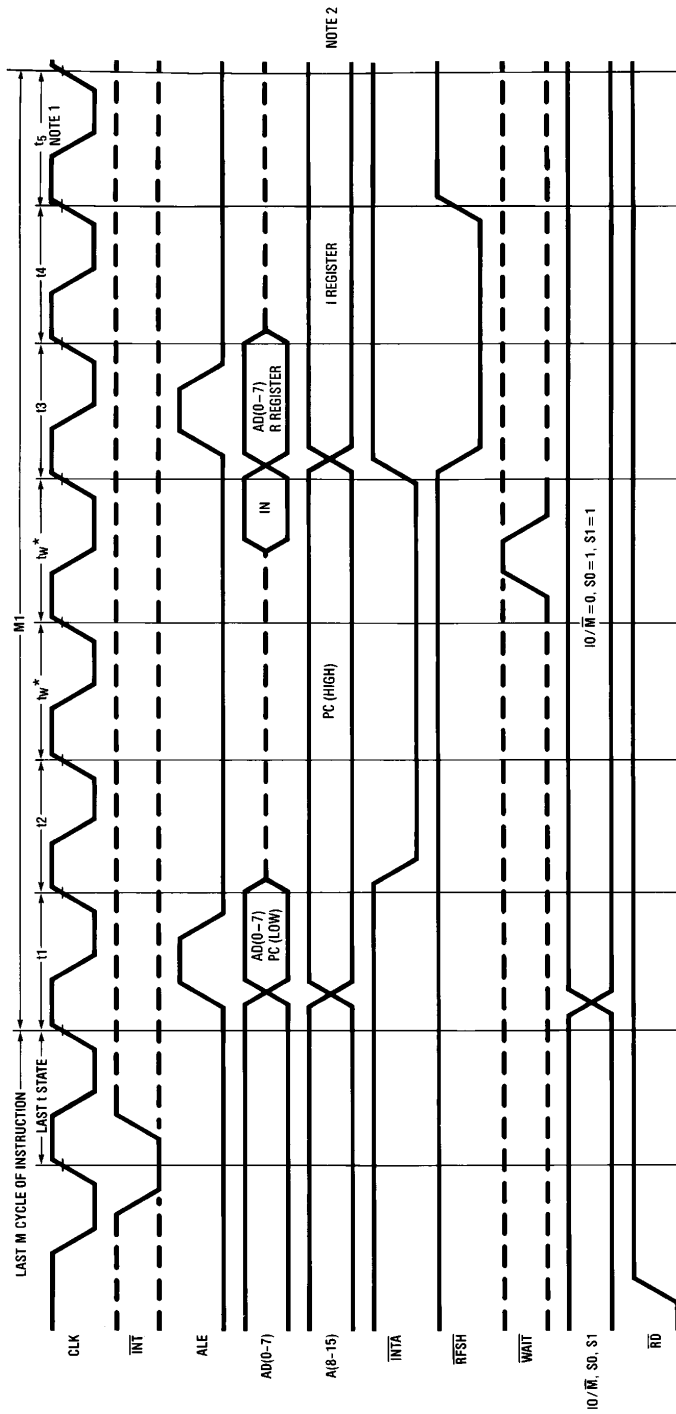 LAST M CYCLE OF INSTRUCTION
M1
LAST t STATE
t1
t2
tW*
tW*
t3
t4
t5
NOTE 1
CLK
INT
ALE
AD(0–7)
AD(0–7)
PC (LOW)
IN
AD(0–7)
R REGISTER
A(8–15)
PC (HIGH)
I REGISTER
NOTE 2
INTA
RFSH
WAIT
IO/M, S0, S1
IO/M = 0, S0 = 1, S1 = 1
RD